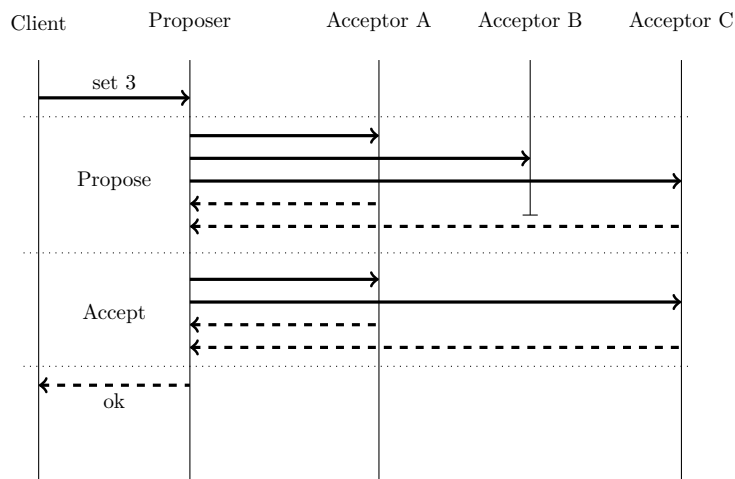 Client
Proposer
Acceptor A
Acceptor B
Acceptor C
set 3
Propose
Accept
ok